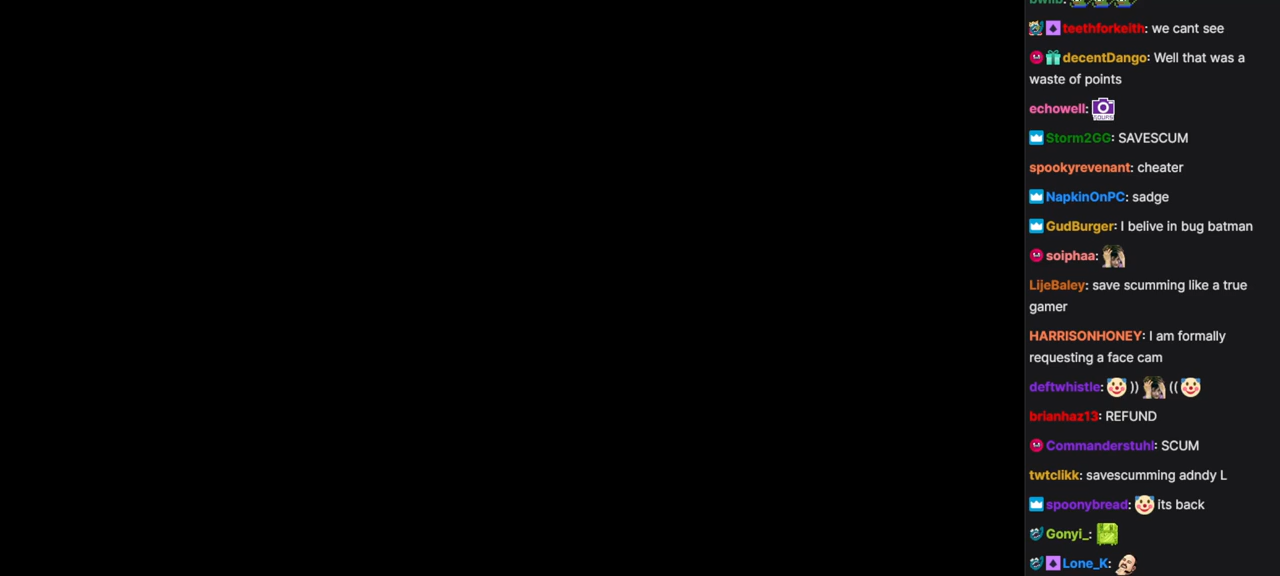 bwiib:
teethforkeith: we cant see
decentDango: Well that was a
waste of points
echowell:
Storm2GG: SAVESCUM
spookyrevenant: cheater
NapkinOnPC: sadge
GudBurger: I belive in bug batman
soiphaa:
LijeBaley: save scumming like a true
gamer
HARRISONHONEY: I am formally
requesting a face cam
deftwhistle: )) ((
brianhaz13: REFUND
Commanderstuhl: SCUM
twtclikk: savescumming adndy L
spoonybread: its back
Gonyi_:
Lone_K: